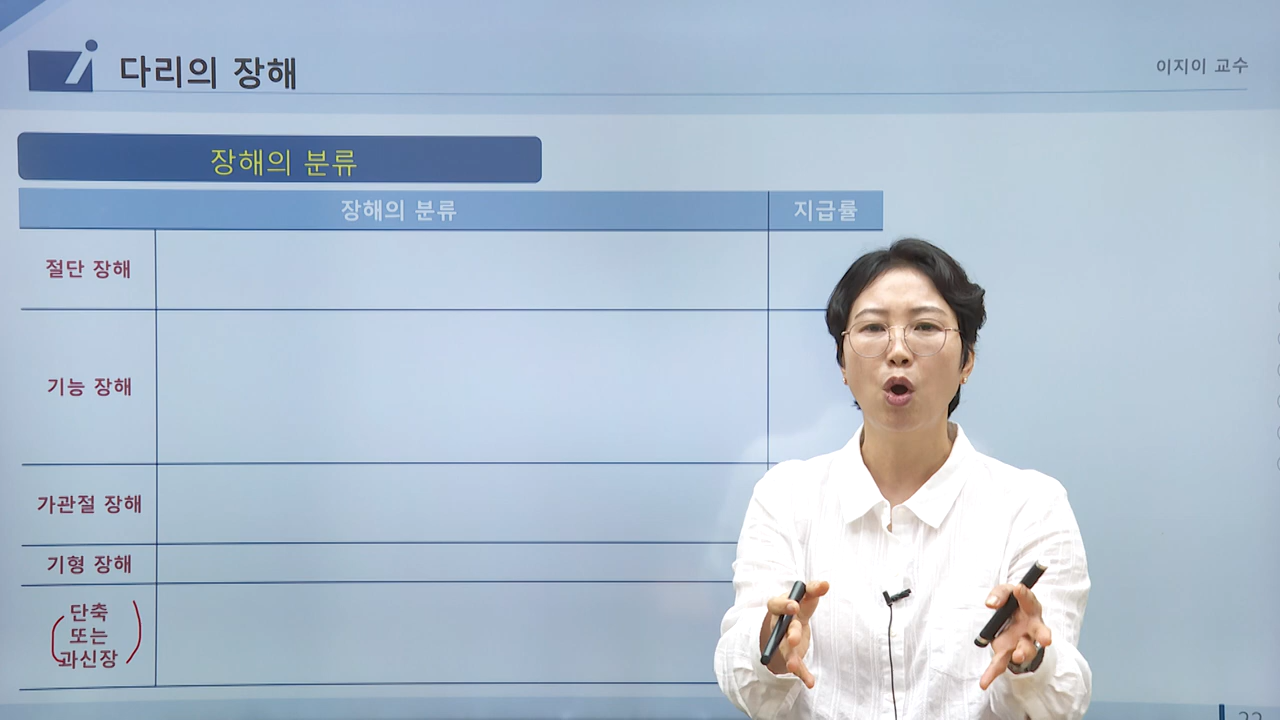 다리의 장해
이지이 교수
장해의 분류
장해의 분류 지급률
절단 장해
기능 장해
가관절 장해
기형 장해
단축
또는
과신장